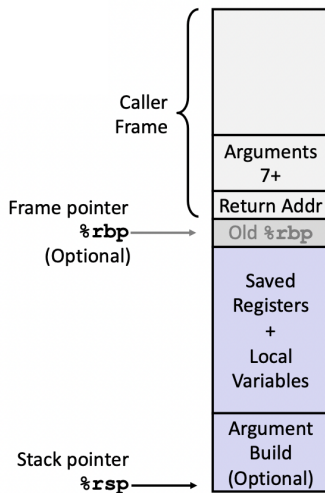 Caller
Frame
Arguments
7+
Return Addr
Frame pointer
%rbp
(Optional)
Old %rbp
Saved
Registers
+
Local
Variables
Argument
Build
(Optional)
Stack pointer
%rsp